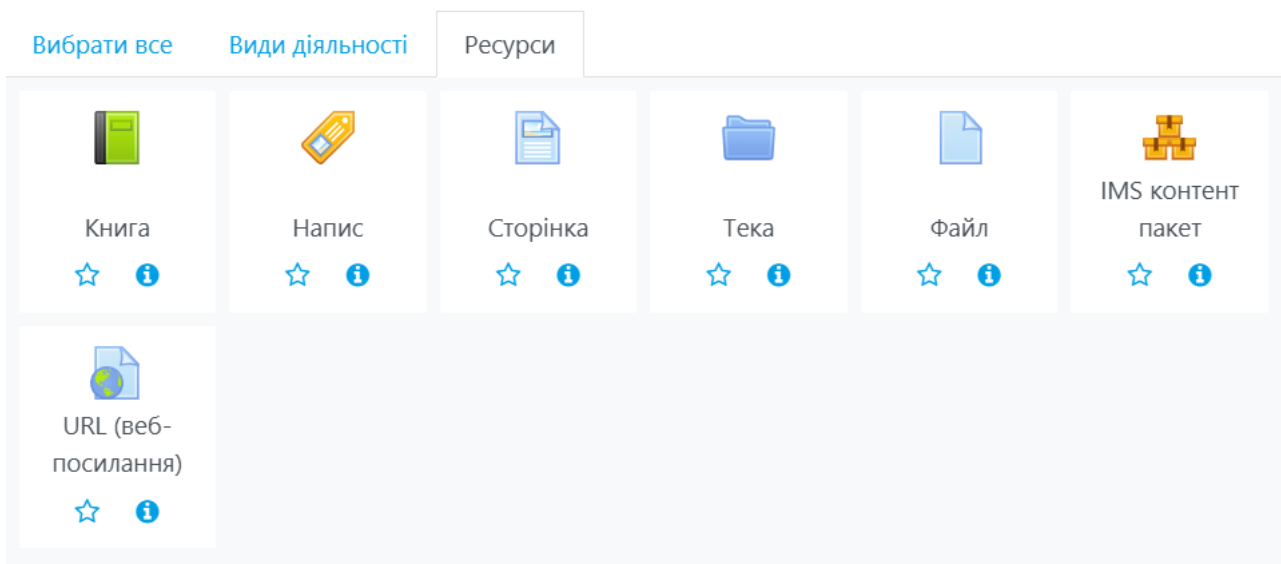 Вибрати все
Види діяльності
Ресурси
Книга
Напис
Сторінка
Тека
Файл
IMS контент
пакет
URL (веб-
посилання)